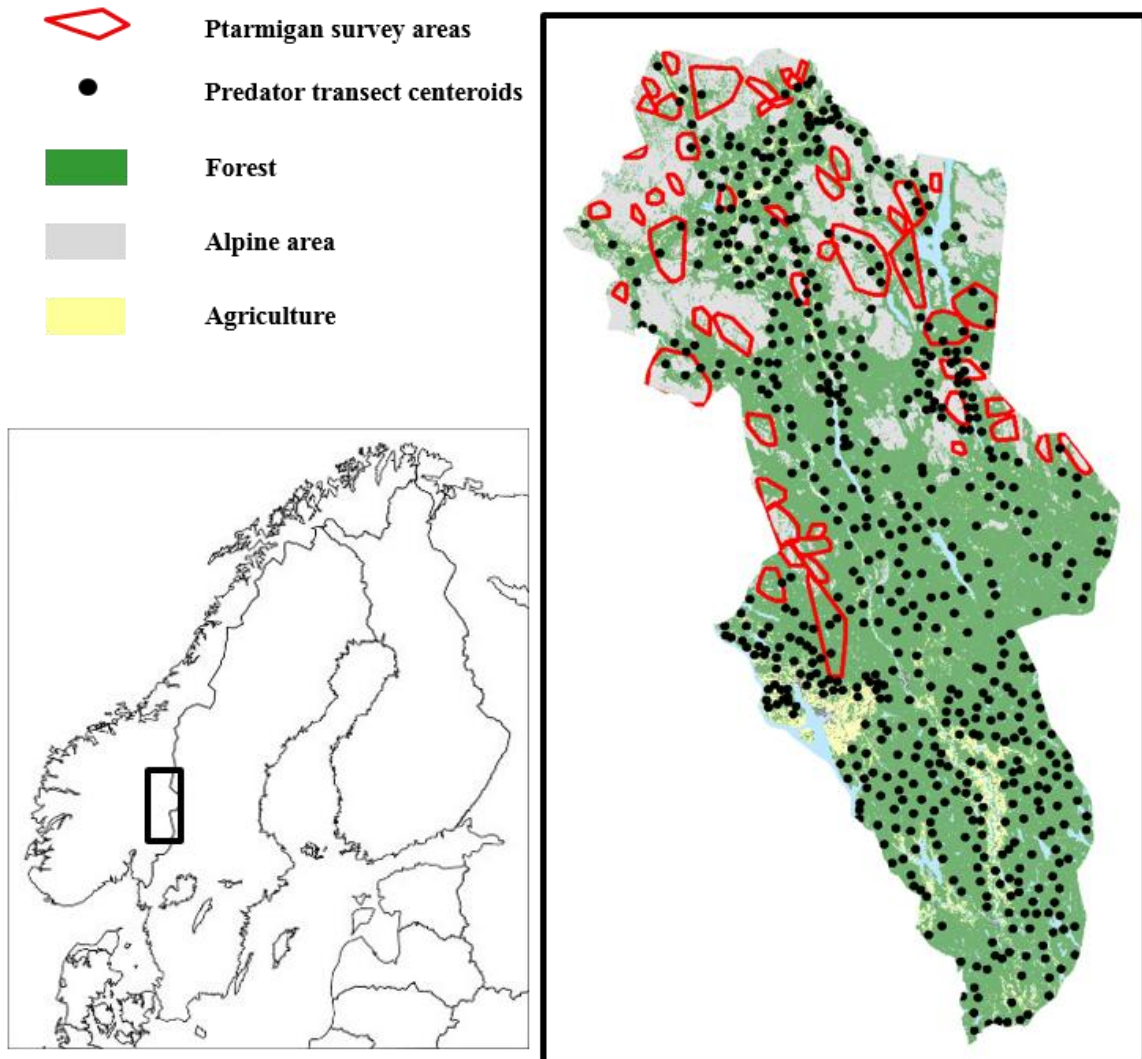 Ptarmigan survey areas
Predator transect centeroids
Forest
Alpine area
Agriculture